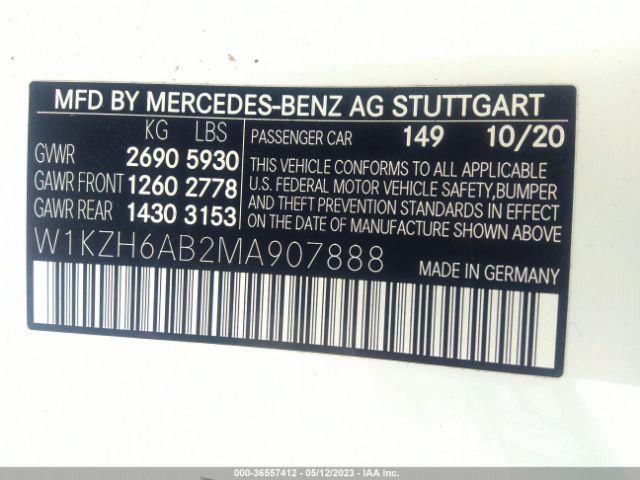 MFD BY MERCEDES-BENZ AG STUTTGART
KG LBS
GVWR 2690 5930
GAWR FRONT 1260 2778
GAWR REAR 1430 3153
PASSENGER CAR 149 10/20
THIS VEHICLE CONFORMS TO ALL APPLICABLE
U.S. FEDERAL MOTOR VEHICLE SAFETY,BUMPER
AND THEFT PREVENTION STANDARDS IN EFFECT
ON THE DATE OF MANUFACTURE SHOWN ABOVE.
W1KZH6AB2MA907888
MADE IN GERMANY
000-36557412 - 05/12/2023 - IAA Inc.